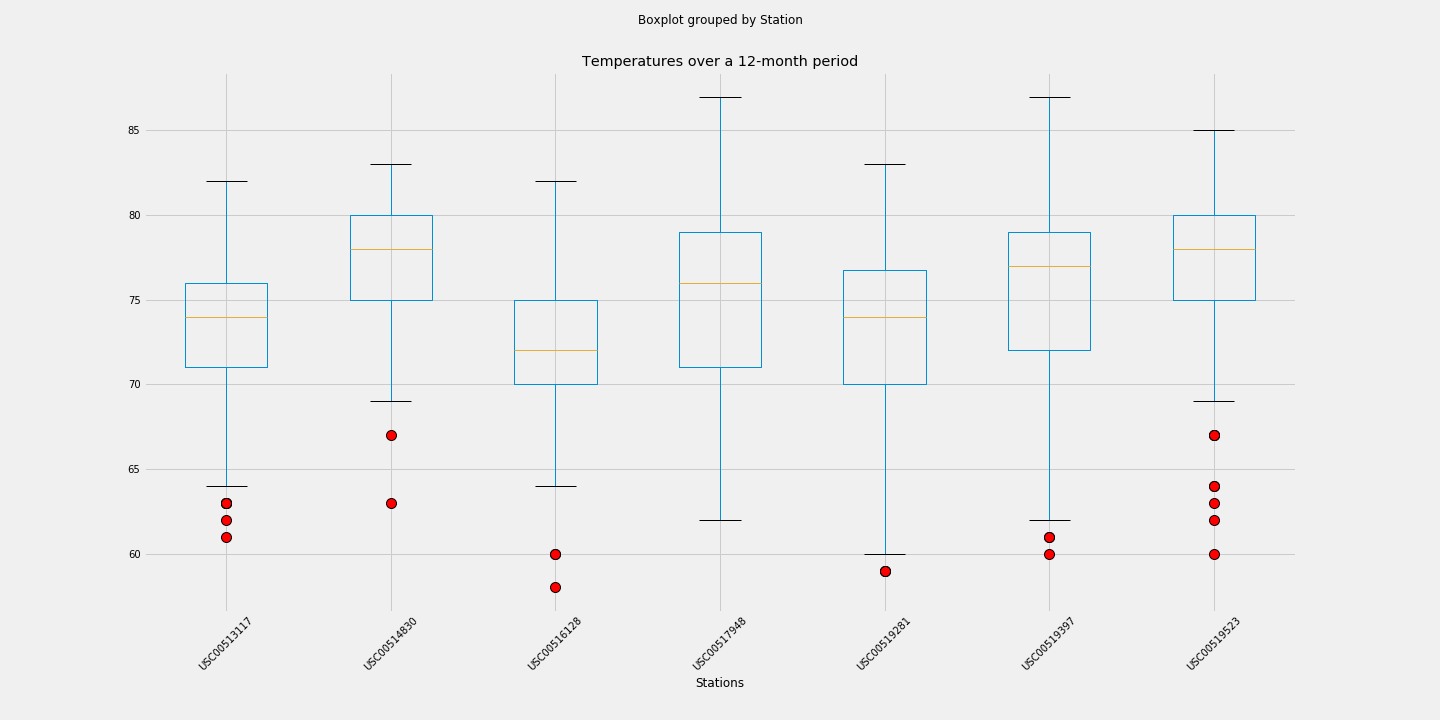 Boxplot grouped by Station
Temperatures over a 12-month period
85
80
75
70
65
60
USC00513117
USC00514830
USC00516128
USC00517948
USC00519281
USC00519397
USC00519523
Stations